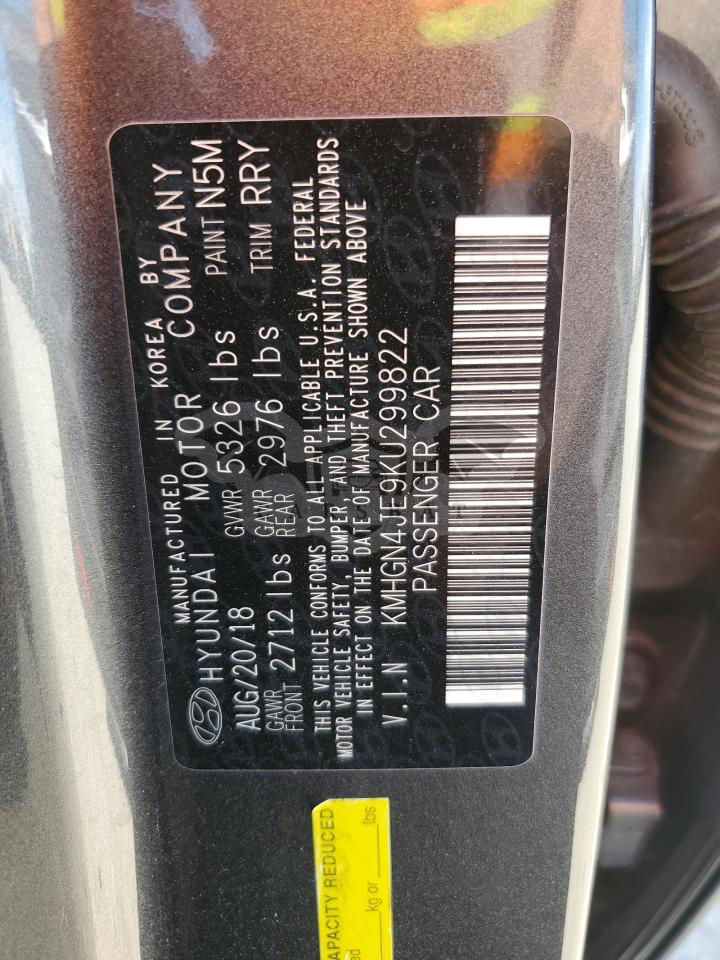 MANUFACTURED IN KOREA BY
HYUNDAI MOTOR COMPANY
AUG/20/18 GVWR 5326 lbs PAINT N5M
GAWR FRONT 2712 lbs GAWR REAR 2976 lbs TRIM RRY
THIS VEHICLE CONFORMS TO ALL APPLICABLE U.S.A. FEDERAL
MOTOR VEHICLE SAFETY, BUMPER, AND THEFT PREVENTION STANDARDS
IN EFFECT ON THE DATE OF MANUFACTURE SHOWN ABOVE
V.I.N KMHGN4JE9KU299822
PASSENGER CAR
APACITY REDUCED
kg or lbs